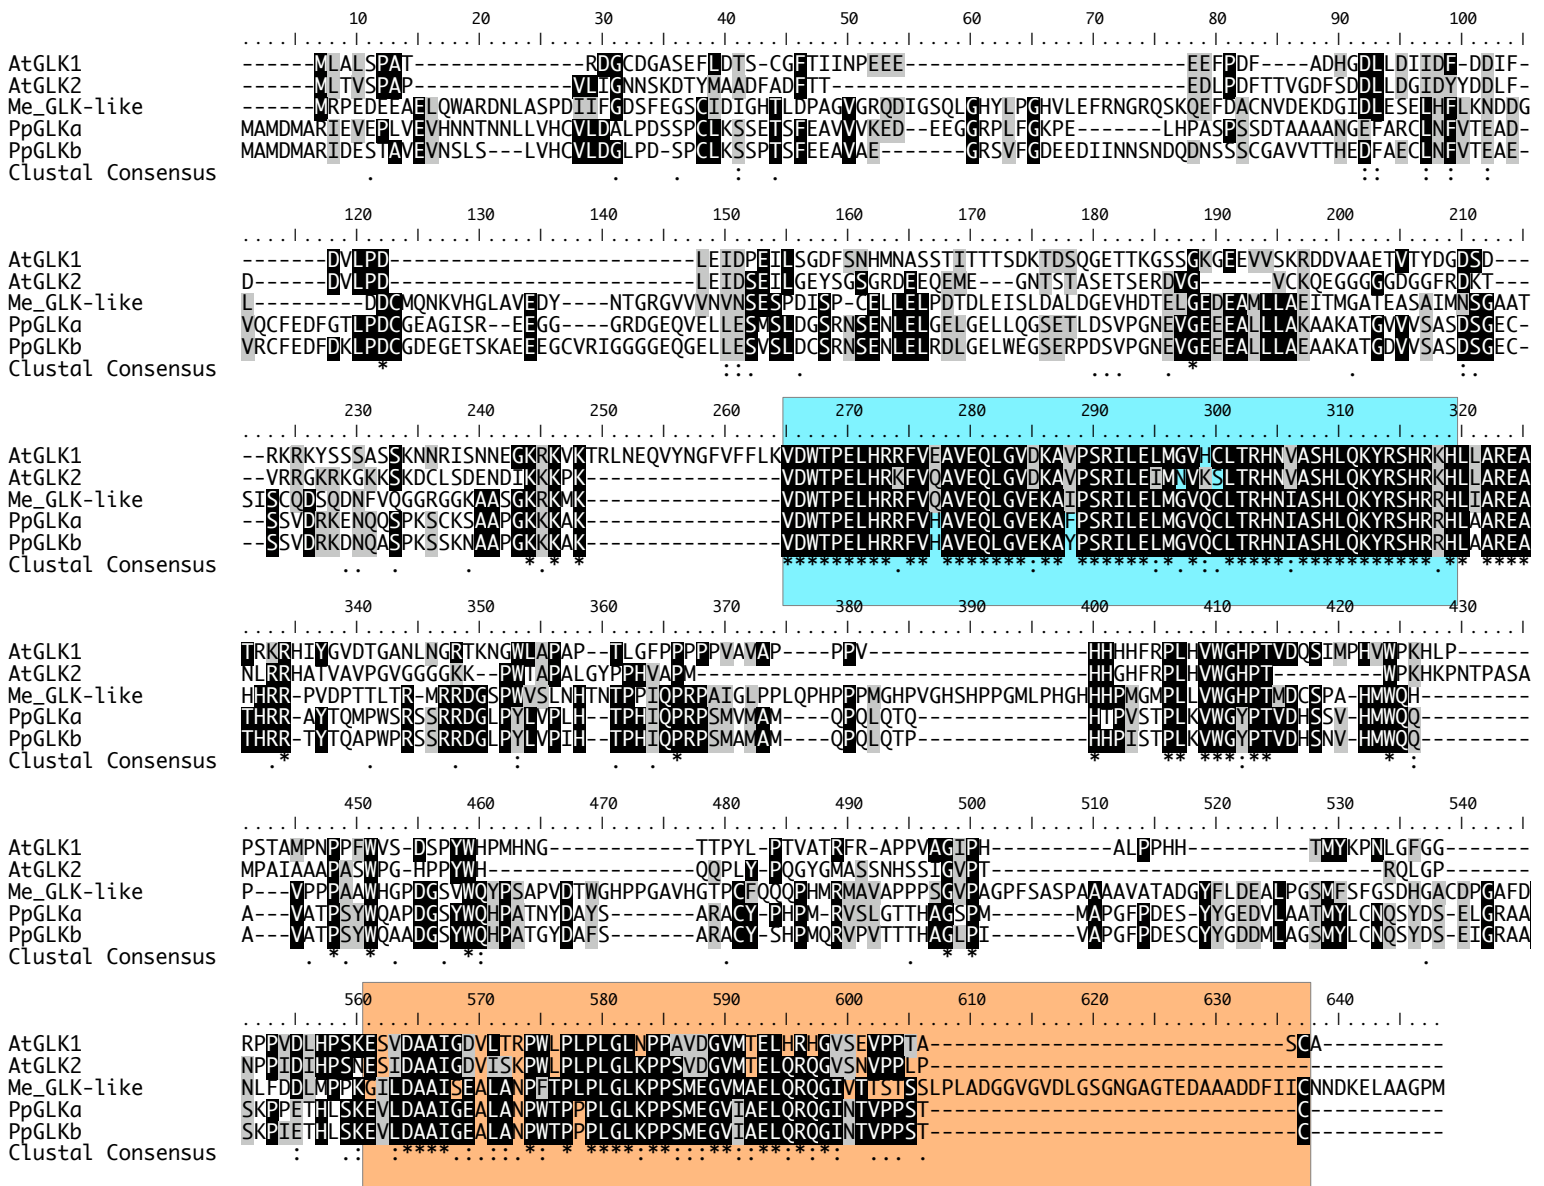 10 20 30 40 50 60 70 80 90 100
AtGLK1 ------MLALSPAT--------------RDGCDGASEFLDTS-CGFTIINPEEE-----------------------EEFPDF----ADHGDLLDIIDF-DDIF-
AtGLK2 ------MLTVSPAP-------------VLIGNNSKDTYMAADFADFTT-----------------------------EDLPDFTTVGDFSDDLLDGIDYYDDLF-
Me_GLK-like ------MRPEDEEAELQWARDNLASPDIIFGDSFEGSCIDIGHTLDPAGVGRQDIGSQLGHYLPGHVLEFRNGRQSKQEFDACNVDEKDGIDLESELHFLKNDDG
PpGLKa MAMDMARIEVEPLVEVHNNTNNLLVHCVLDALPDSSPCLKSSETSFEAVVVKED--EEGGRPLFGKPE--------LHPASPSSDTAAAANGEFARCLNFVTEAD-
PpGLKb MAMDMARIDESTAVEVNSLS---LVHCVLDGLPD-SPCLKSSPTSFEEAVAE-------GRSVFGDEEDIINNSNDQDNSSSCGAVVTTHEDFAECLNFVTEAE-
Clustal Consensus . . . : . :: : : :
120 130 140 150 160 170 180 190 200 210
AtGLK1 -------DVLPD-------------------------LEIDPEILSGDFSNHMNASSTITTTSDKTDSQGETTKGSSGKGEEVVSKRDDVAAETVTYDGDSD---
AtGLK2 D------DVLPD-------------------------LEIDSEILGEYSGSGRDEEQEME---GNTSTASETSERDVG------VCKQEGGGGGDGGFRDKT---
Me_GLK-like L---------DDCMQNKVHGLAVEDY----NTGRGVVVNVNSESPDISP-CELLELPDTDLEISLDALDGEVHDTELGEDEAMLLAEITMGATEASAIMNSGAAT
PpGLKa VQCFEDFGTLPDCGEAGISR--EEGG----GRDGEQVELLESMSLDGSRNSENLELGELGELLQGSETLDSVPGNEVGEEEALLLAKAAKATGVVVSASDSGEC-
PpGLKb VRCFEDFDKLPDCGDEGETSKAEEEGCVRIGGGGEQGELLESVSLDCSRNSENLELRDLGELWEGSERPDSVPGNEVGEEEALLLAEAAKATGDVVSASDSGEC-
Clustal Consensus * ::. . ... . * . :.
230 240 250 260 270 280 290 300 310 320
AtGLK1 --RKRKYSSSASSKNNRISNNEGKRKVKTRLNEQVYNGFVFFLKVDWTPELHRRFVEAVEQLGVDKAVPSRILELMGVHCLTRHNVASHLQKYRSHRKHLLAREA
AtGLK2 --VRRGKRKGKKSKDCLSDENDIKKKPK----------------VDWTPELHRKFVQAVEQLGVDKAVPSRILEIMNVKSLTRHNVASHLQKYRSHRKHLLAREA
Me_GLK-like SISCQDSQDNFVQGGRGGKAASGKRKMK----------------VDWTPELHRRFVQAVEQLGVEKAIPSRILELMGVQCLTRHNIASHLQKYRSHRRHLIAREA
PpGLKa --SSVDRKENQQSPKSCKSAAPGKKKAK----------------VDWTPELHRRFVHAVEQLGVEKAFPSRILELMGVQCLTRHNIASHLQKYRSHRRHLAAREA
PpGLKb --SSVDRKDNQASPKSSKNAAPGKKKAK----------------VDWTPELHRRFVHAVEQLGVEKAYPSRILELMGVQCLTRHNIASHLQKYRSHRRHLAAREA
Clustal Consensus .. . . *.* * *********.** *******:** ******:*.*:.****:***********.** ****
340 350 360 370 380 390 400 410 420 430
AtGLK1 TRKRHIYGVDTGANLNGRTKNGWLAPAP--TLGFPPPPPVAVAP----PPV------------------HHHHFRPLHVWGHPTVDQSIMPHVWPKHLP-
AtGLK2 NLRRHATVAVPGVGGGGKK--PWTAPALGYPPHVAPM--------------------------------HHGHFRPLHVWGHPT---------WPKHKPNTPASA
Me_GLK-like HHRR-PVDPTTLTR-MRRDGSPWVSLNHTNTPPIQPRPAIGLPPLQPHPPPMGHPVGHSHPPGMLPHGHHHPMGMPLLVWGHPTMDCSPA-HMWQH---------
PpGLKa THRR-AYTQMPWSRSSRRDGLPYLVPLH--TPHIQPRPSMVMAM----QPQLQTQ--------------HTPVSTPLKVWGYPTVDHSSV-HMWQQ---------
PpGLKb THRR-TYTQAPWPRSSRRDGLPYLVPIH--TPHIQPRPSMAMAM----QPQLQTP--------------HHPISTPLKVWGYPTVDHSNV-HMWQQ---------
Clustal Consensus .* . . : . . * * ** ***:** * :
450 460 470 480 490 500 510 520 530 540
AtGLK1 PSTAMPNPPFWVS-DSPYWHPMHNG------------TTPYL-PTVATRFR-APPVAGIPH----------ALPPHH----------TMYKPNLGFGG-------
AtGLK2 MPAIAAAPASWPG-HPPYWH-----------------QQPLY-PQGYGMASSNHSSIGVPT--------------------------------RQLGP-------
Me_GLK-like P---VPPPAAWHGPDGSVWQYPSAPVDTWGHPPGAVHGTPCFQQQPHMRMAVAPPPSGVPAGPFSASPAAAAVATADGYFLDEALPGSMFSFGSDHGACDPGAFD
PpGLKa A---VATPSYWQAPDGSYWQHPATNYDAYS-------ARACY-PHPM-RVSLGTTHAGSPM-------MAPGFPDES-YYGEDVLAATMYLCNQSYDS-ELGRAA
PpGLKb A---VATPSYWQAADGSYWQHPATGYDAFS-------ARACY-SHPMQRVPVTTTHAGLPI-------VAPGFPDESCYYGDDMLAGSMYLCNQSYDS-EIGRAA
Clustal Consensus . * * . .*: . . * * .
560 570 580 590 600 610 620 630 640
AtGLK1 RPPVDLHPSKESVDAAIGDVLTRPWLPLPLGLNPPAVDGVMTELHRHGVSEVPPTA-----------------------------SCA----------
AtGLK2 NPPIDIHPSNESIDAAIGDVISKPWLPLPLGLKPPSVDGVMTELQRQGVSNVPPLP------------------------------------------
Me_GLK-like NLFDDLMPPKGILDAAISEALANPFTPLPLGLKPPSMEGVMAELQRQGIVTTSTSSSLPLADGGVGVDLGSGNGAGTEDAAADDFIICNNDKELAAGPM
PpGLKa SKPPETHLSKEVLDAAIGEALANPWTPPPLGLKPPSMEGVIAELQRQGINTVPPST------------------------------C-----------
PpGLKb SKPIETHLSKEVLDAAIGEALANPWTPPPLGLKPPSMEGVIAELQRQGINTVPPST------------------------------C-----------
Clustal Consensus : .: :****.:.:.:.*: * ****:**:::**::**:*:*: ... .